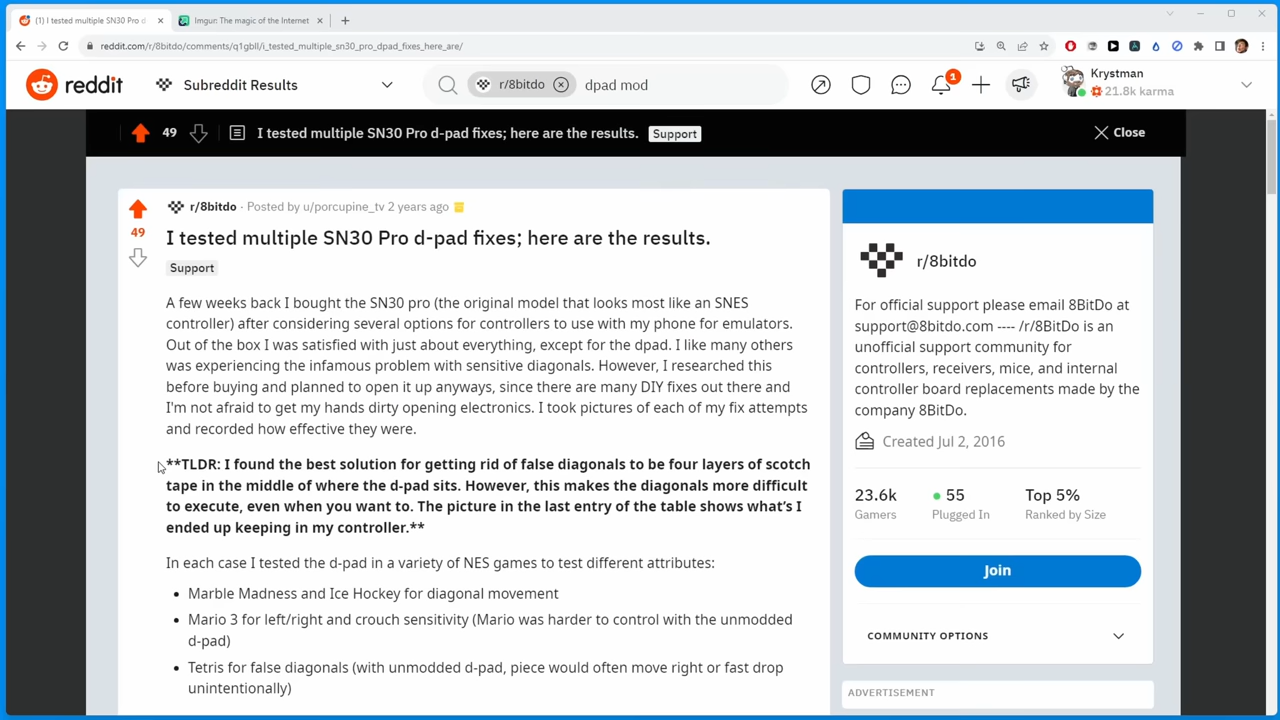 (1) I tested multiple SN30 Pro d
Imgur: The magic of the Internet
reddit.com/r/8bitdo/comments/q1gbll/i_tested_multiple_sn30_pro_dpad_fixes_here_are/
reddit
Subreddit Results
r/8bitdo
dpad mod
1
Krystman
21.8k karma
49
I tested multiple SN30 Pro d-pad fixes; here are the results.
Support
Close
r/8bitdo · Posted by u/porcupine_tv 2 years ago
49
I tested multiple SN30 Pro d-pad fixes; here are the results.
Support
A few weeks back I bought the SN30 pro (the original model that looks most like an SNES
controller) after considering several options for controllers to use with my phone for emulators.
Out of the box I was satisfied with just about everything, except for the dpad. I like many others
was experiencing the infamous problem with sensitive diagonals. However, I researched this
before buying and planned to open it up anyways, since there are many DIY fixes out there and
I'm not afraid to get my hands dirty opening electronics. I took pictures of each of my fix attempts
and recorded how effective they were.
**TLDR: I found the best solution for getting rid of false diagonals to be four layers of scotch
tape in the middle of where the d-pad sits. However, this makes the diagonals more difficult
to execute, even when you want to. The picture in the last entry of the table shows what's I
ended up keeping in my controller.**
In each case I tested the d-pad in a variety of NES games to test different attributes:
• Marble Madness and Ice Hockey for diagonal movement
• Mario 3 for left/right and crouch sensitivity (Mario was harder to control with the unmodded
d-pad)
• Tetris for false diagonals (with unmodded d-pad, piece would often move right or fast drop
unintentionally)
r/8bitdo
For official support please email 8BitDo at
support@8bitdo.com ---- /r/8BitDo is an
unofficial support community for
controllers, receivers, mice, and internal
controller board replacements made by the
company 8BitDo.
Created Jul 2, 2016
23.6k
Gamers
55
Plugged In
Top 5%
Ranked by Size
Join
COMMUNITY OPTIONS
ADVERTISEMENT